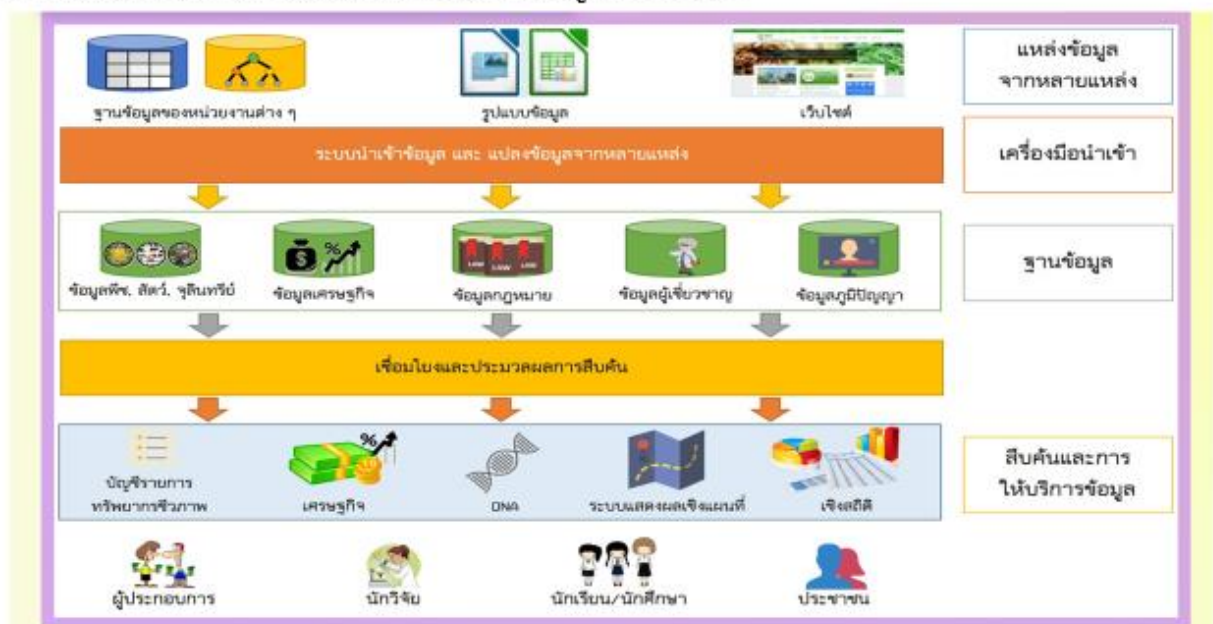 แหล่งข้อมูล
จากหลายแหล่ง
ฐานข้อมูลของหน่วยงานต่าง ๆ
รูปแบบข้อมูล
เว็บไซต์
ระบบนำเข้าข้อมูล และ แปลงข้อมูลจากหลายแหล่ง
เครื่องมือนำเข้า
LAW LAW LAW
ข้อมูลพืช, สัตว์, จุลินทรีย์
ข้อมูลเศรษฐกิจ
ข้อมูลกฎหมาย
ข้อมูลผู้เชี่ยวชาญ
ข้อมูลภูมิปัญญา
ฐานข้อมูล
เชื่อมโยงและประมวลผลการสืบค้น
บัญชีรายการ
ทรัพยากรชีวภาพ
เศรษฐกิจ
DNA
ระบบแสดงผลเชิงแผนที่
เชิงสถิติ
สืบค้นและการ
ให้บริการข้อมูล
ผู้ประกอบการ
นักวิจัย
นักเรียน/นักศึกษา
ประชาชน